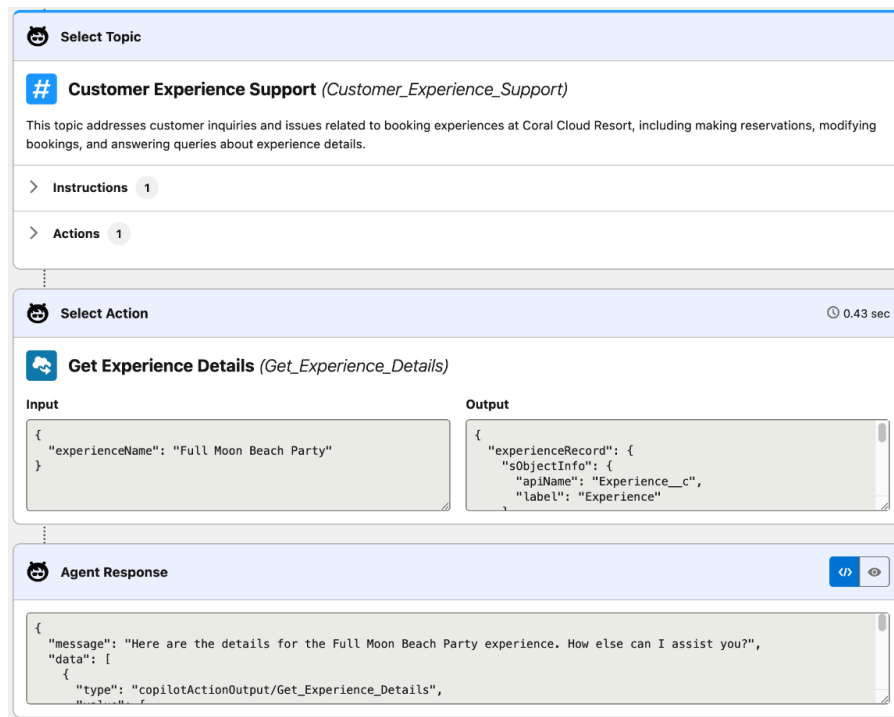 Select Topic
# Customer Experience Support (Customer_Experience_Support)
This topic addresses customer inquiries and issues related to booking experiences at Coral Cloud Resort, including making reservations, modifying
bookings, and answering queries about experience details.
Instructions 1
Actions 1
Select Action
0.43 sec
Get Experience Details (Get_Experience_Details)
Input
{
"experienceName": "Full Moon Beach Party"
}
Output
{
"experienceRecord": {
"sObjectInfo": {
"apiName": "Experience__c",
"label": "Experience"
Agent Response
</>
{
"message": "Here are the details for the Full Moon Beach Party experience. How else can I assist you?",
"data": [
{
"type": "copilotActionOutput/Get_Experience_Details",